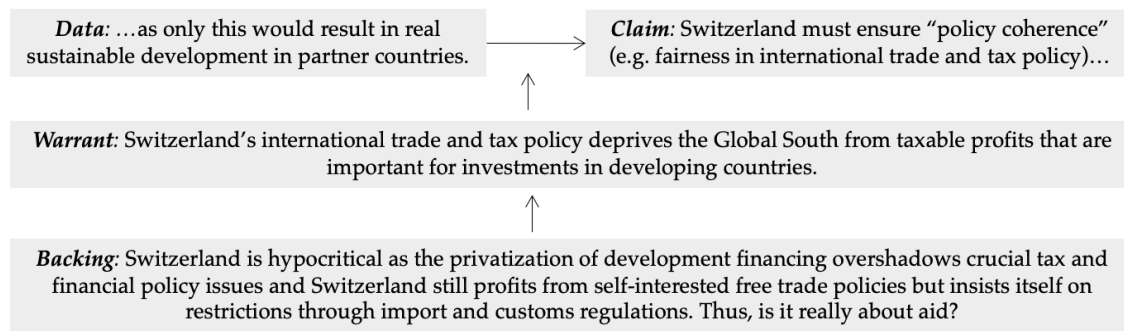 Data: …as only this would result in real
sustainable development in partner countries.
Claim: Switzerland must ensure “policy coherence”
(e.g. fairness in international trade and tax policy)…
Warrant: Switzerland’s international trade and tax policy deprives the Global South from taxable profits that are
important for investments in developing countries.
Backing: Switzerland is hypocritical as the privatization of development financing overshadows crucial tax and
financial policy issues and Switzerland still profits from self-interested free trade policies but insists itself on
restrictions through import and customs regulations. Thus, is it really about aid?